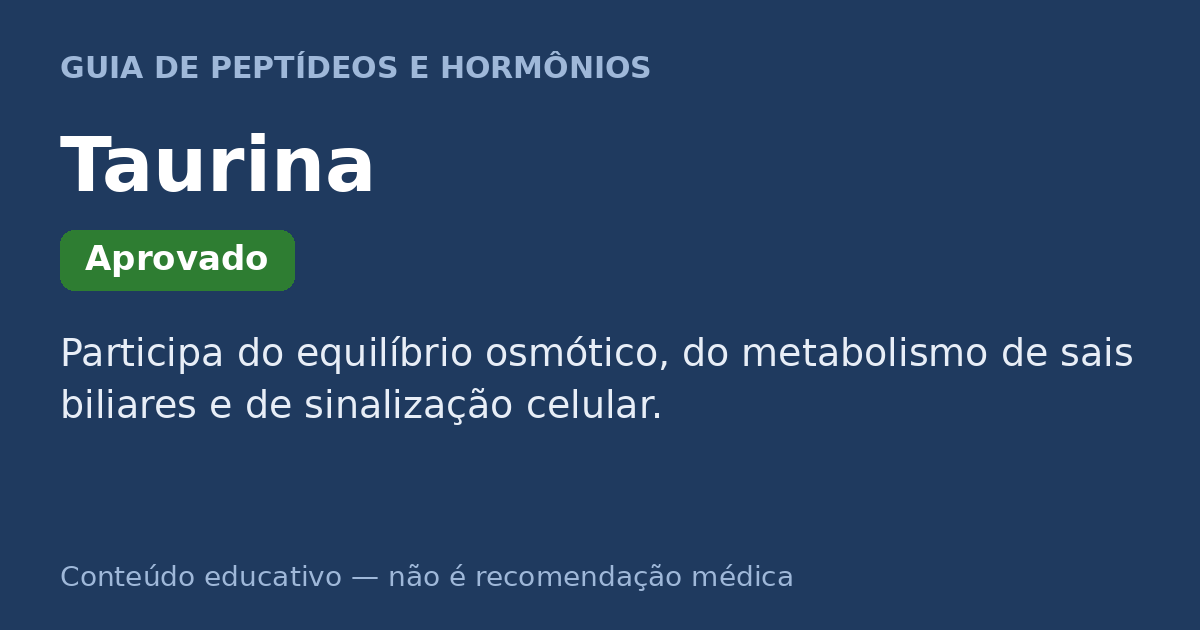 GUIA DE PEPTÍDEOS E HORMÔNIOS
Taurina
Aprovado
Participa do equilíbrio osmótico, do metabolismo de sais
biliares e de sinalização celular.
Conteúdo educativo — não é recomendação médica